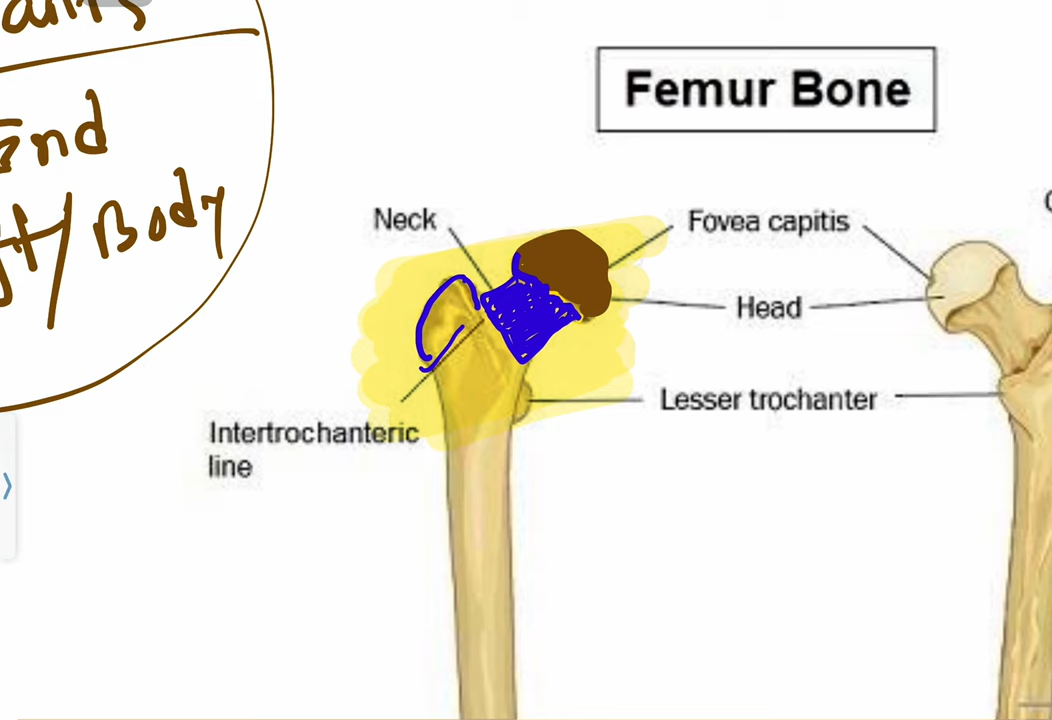 End
/Body
Femur Bone
Neck
Fovea capitis
Head
Lesser trochanter
Intertrochanteric
line